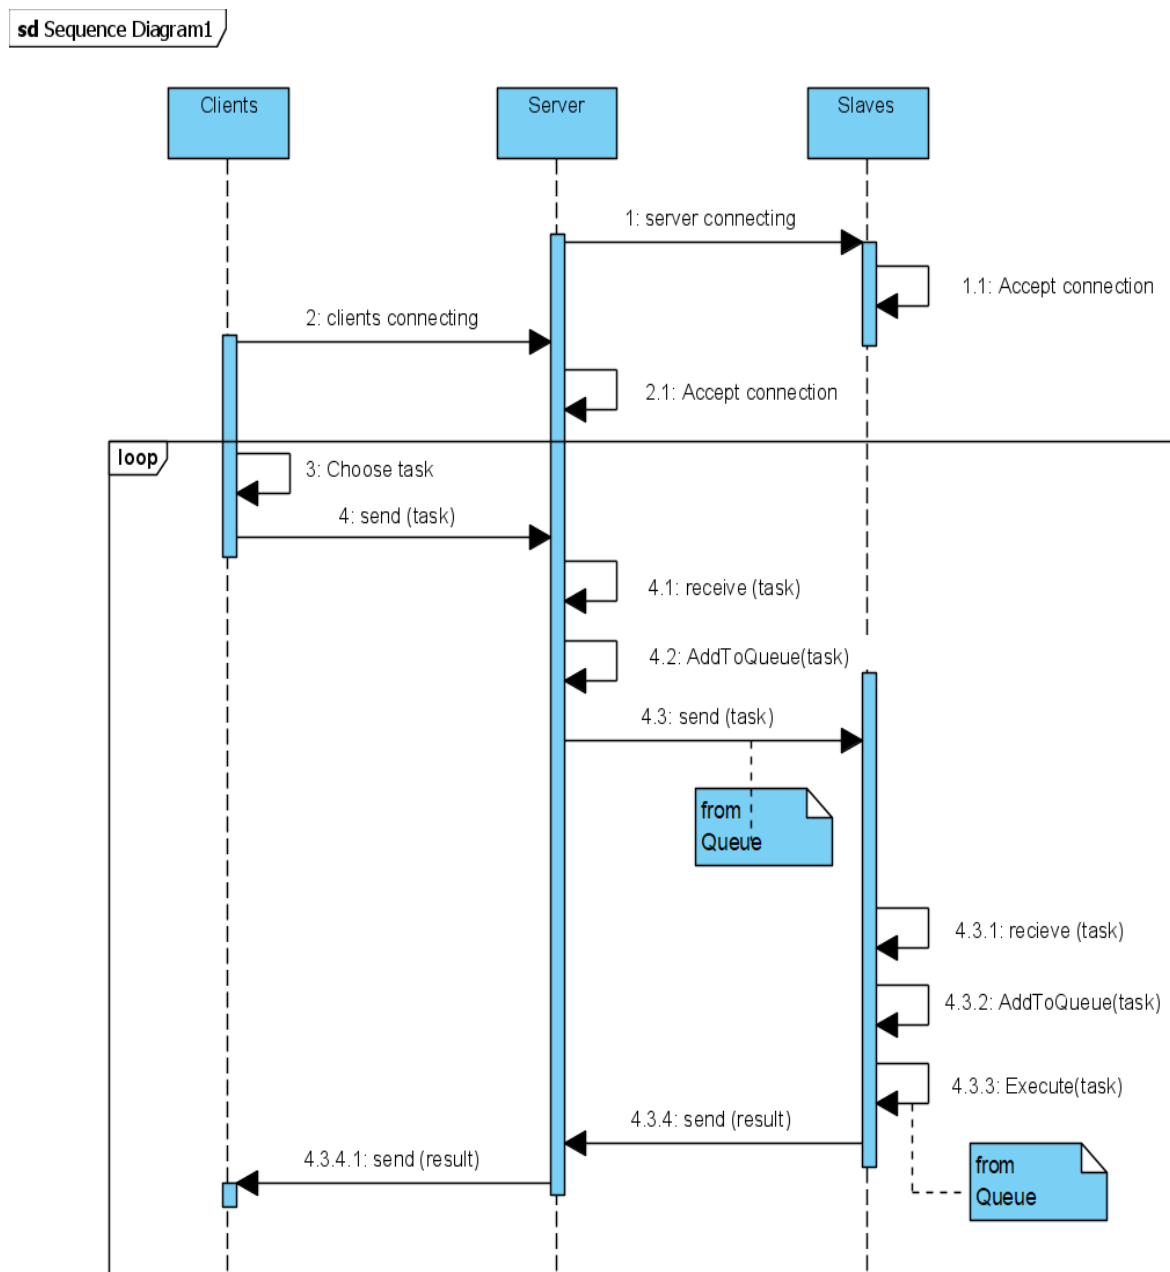 sd Sequence Diagram1
Clients
Server
Slaves
1: server connecting
1.1: Accept connection
2: clients connecting
2.1: Accept connection
loop
3: Choose task
4: send (task)
4.1: receive (task)
4.2: AddToQueue(task)
4.3: send (task)
from
Queue
4.3.1: recieve (task)
4.3.2: AddToQueue(task)
4.3.3: Execute(task)
4.3.4: send (result)
4.3.4.1: send (result)
from
Queue